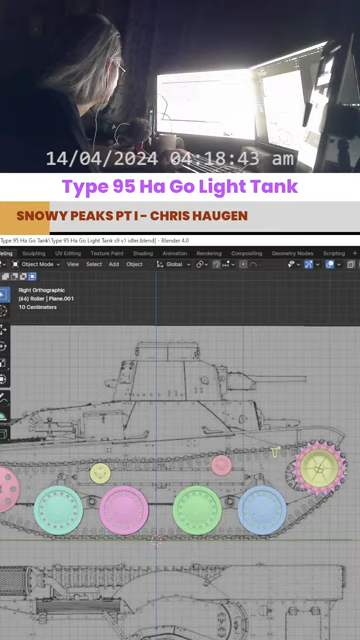 14/04/2024 04:18:43 am
Type 95 Ha Go Light Tank
SNOWY PEAKS PT I - CHRIS HAUGEN
Type 95 Ha Go Light Tank\Type 95 Ha Go Light Tank s9 v1 idler.blend] - Blender 4.0
Sculpting UV Editing Texture Paint Shading Animation Rendering Compositing Geometry Nodes Scripting
Object Mode View Select Add Object Global
Right Orthographic
(66) Roller | Plane.001
10 Centimeters